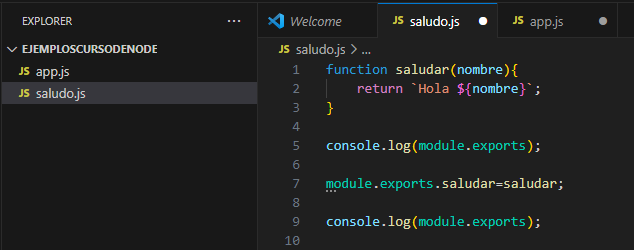 EXPLORER
...
EJEMPLOSCURSODENODE
JS app.js
JS saludo.js
Welcome
JS saludo.js
JS app.js
JS saludo.js > ...
1 function saludar(nombre){
2     return `Hola ${nombre}`;
3 }
4
5 console.log(module.exports);
6
7 module.exports.saludar=saludar;
8
9 console.log(module.exports);
10